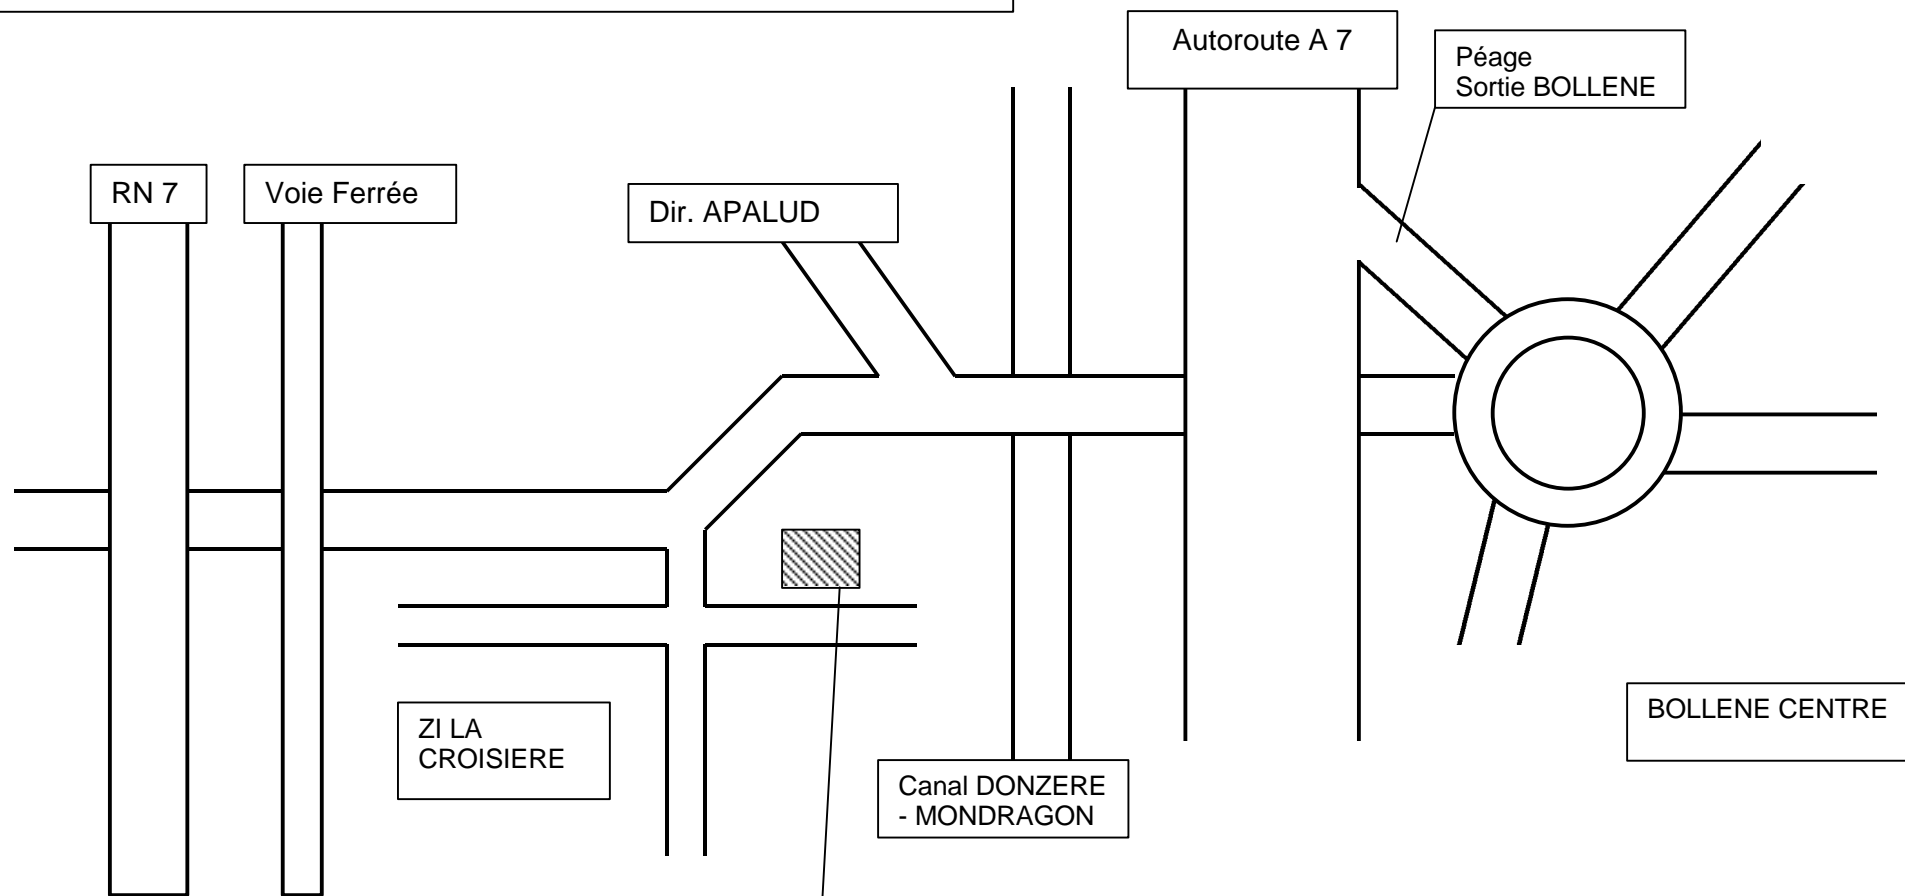 Autoroute A 7
Péage
Sortie BOLLENE
RN 7
Voie Ferrée
Dir. APALUD
ZI LA
CROISIERE
Canal DONZERE
- MONDRAGON
BOLLENE CENTRE